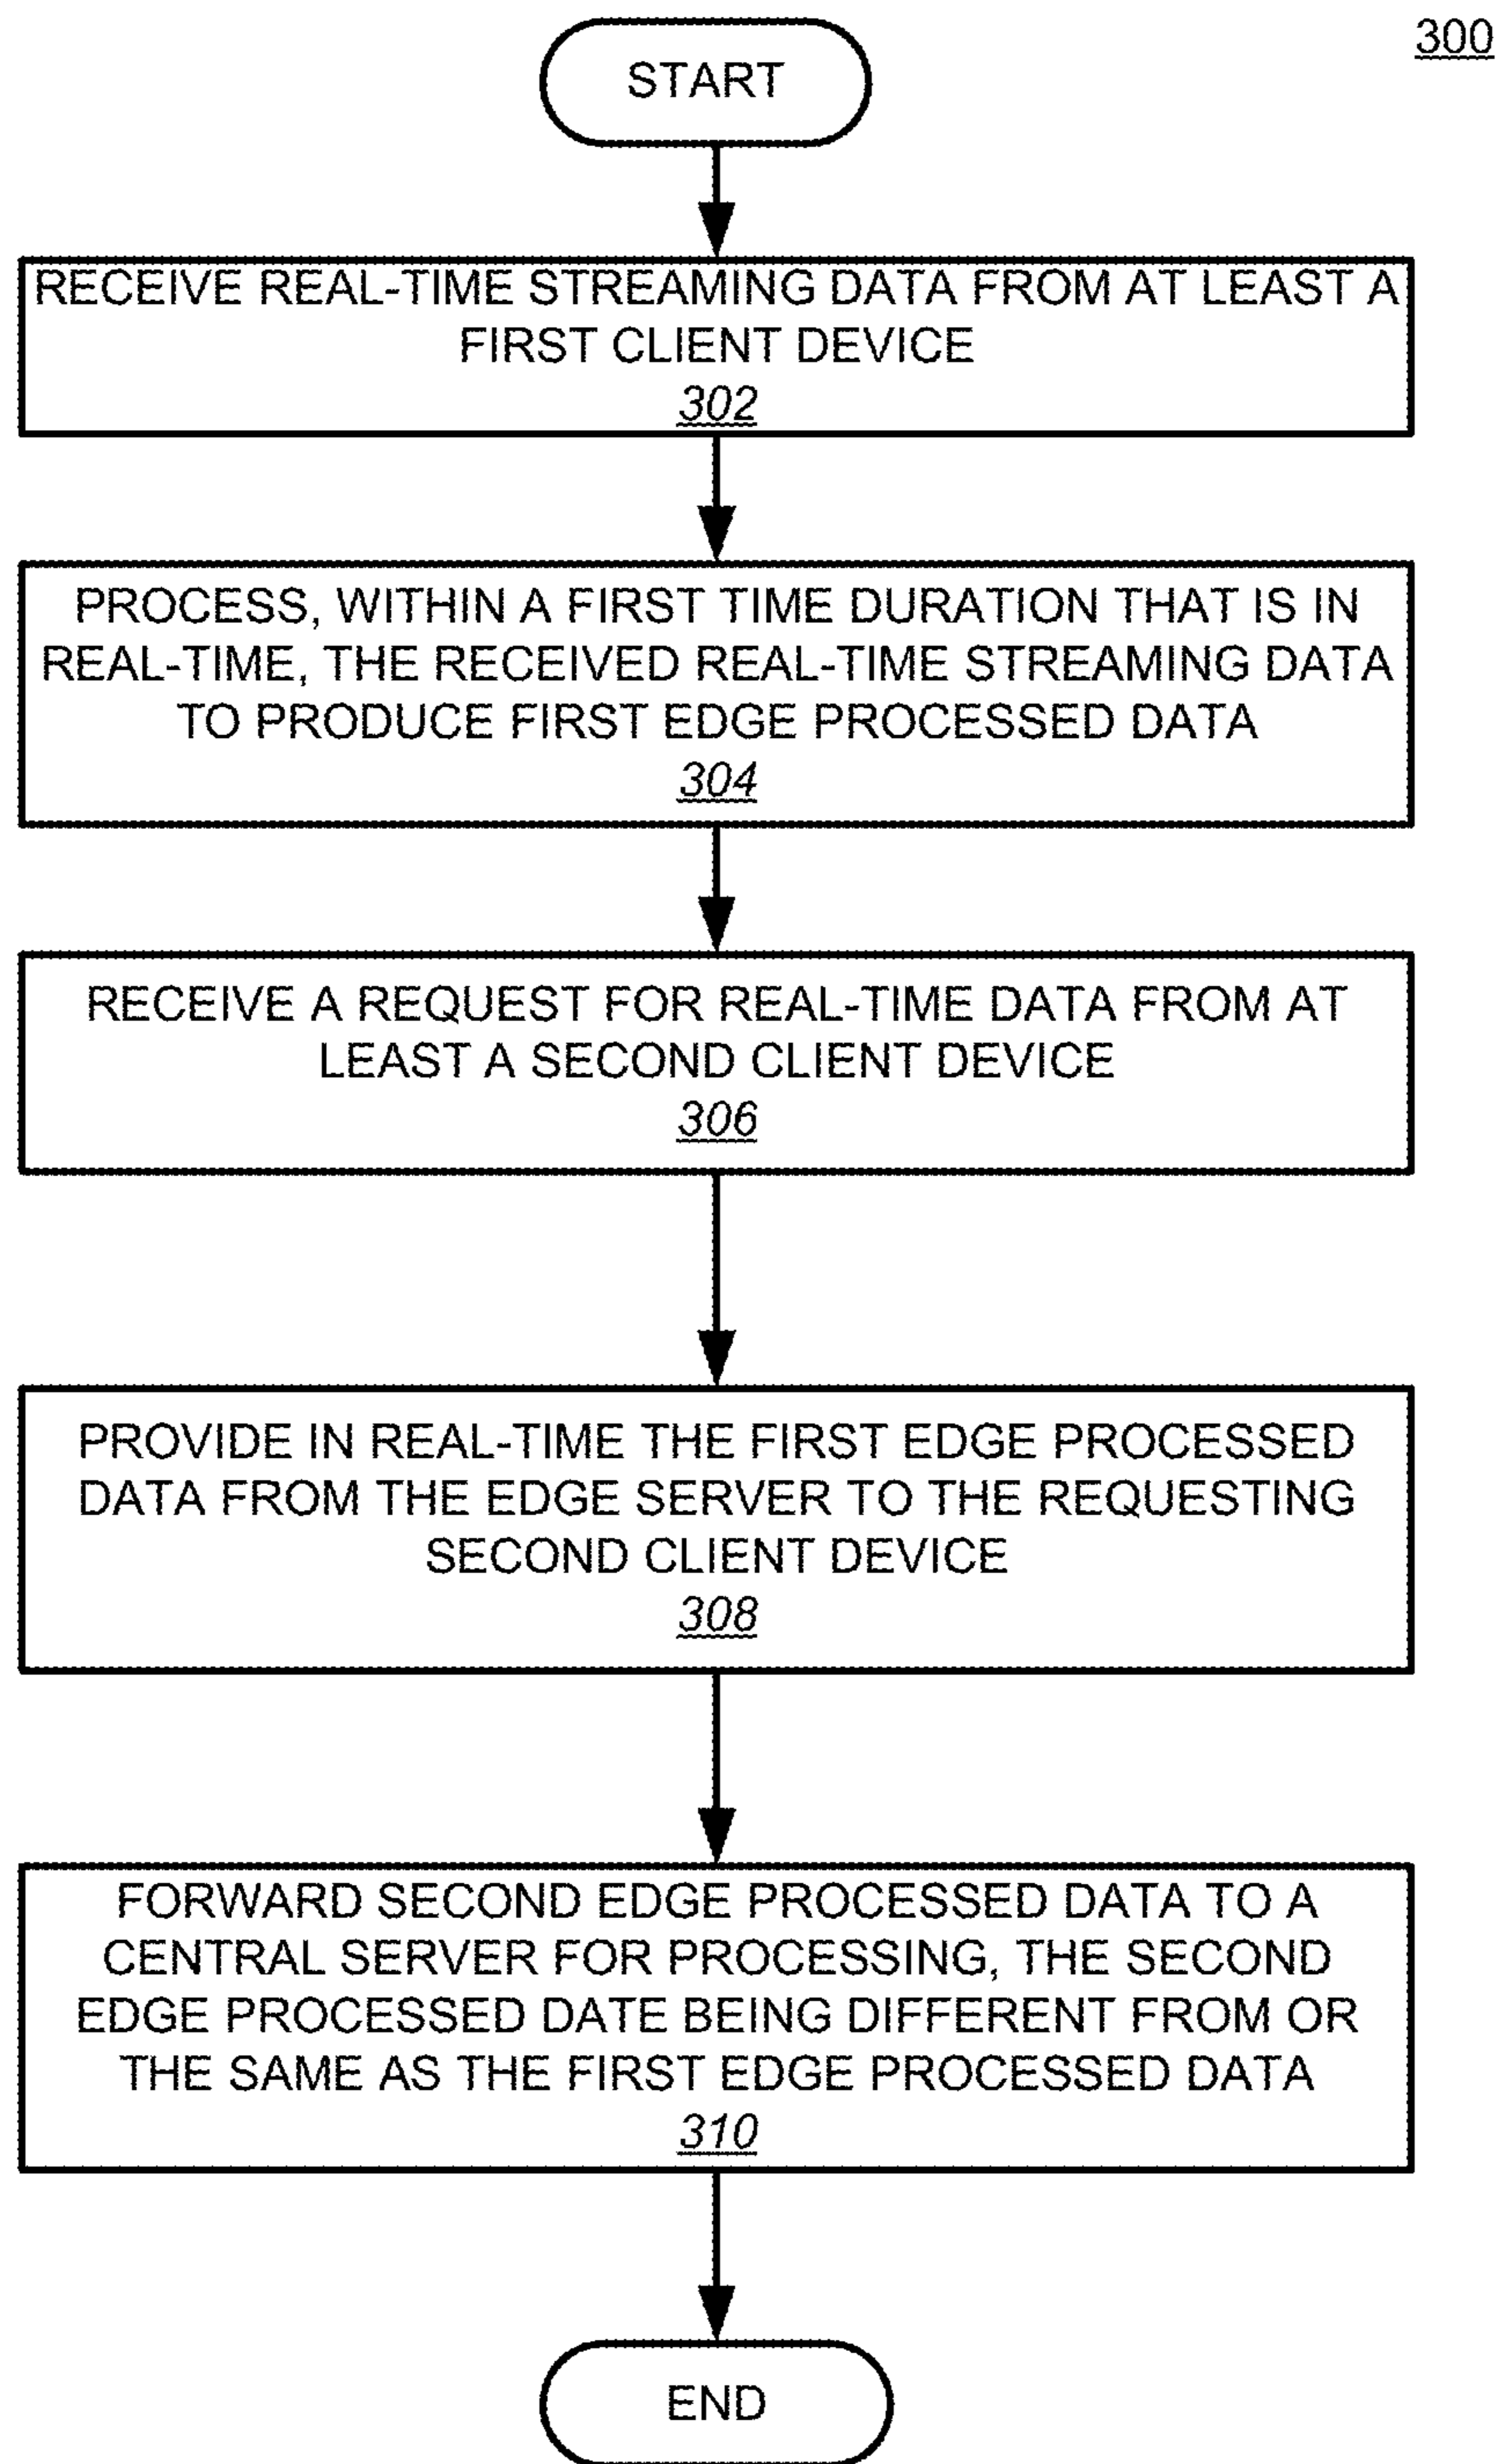 300
START
RECEIVE REAL-TIME STREAMING DATA FROM AT LEAST A
FIRST CLIENT DEVICE
302
PROCESS, WITHIN A FIRST TIME DURATION THAT IS IN
REAL-TIME, THE RECEIVED REAL-TIME STREAMING DATA
TO PRODUCE FIRST EDGE PROCESSED DATA
304
RECEIVE A REQUEST FOR REAL-TIME DATA FROM AT
LEAST A SECOND CLIENT DEVICE
306
PROVIDE IN REAL-TIME THE FIRST EDGE PROCESSED
DATA FROM THE EDGE SERVER TO THE REQUESTING
SECOND CLIENT DEVICE
308
FORWARD SECOND EDGE PROCESSED DATA TO A
CENTRAL SERVER FOR PROCESSING, THE SECOND
EDGE PROCESSED DATE BEING DIFFERENT FROM OR
THE SAME AS THE FIRST EDGE PROCESSED DATA
310
END